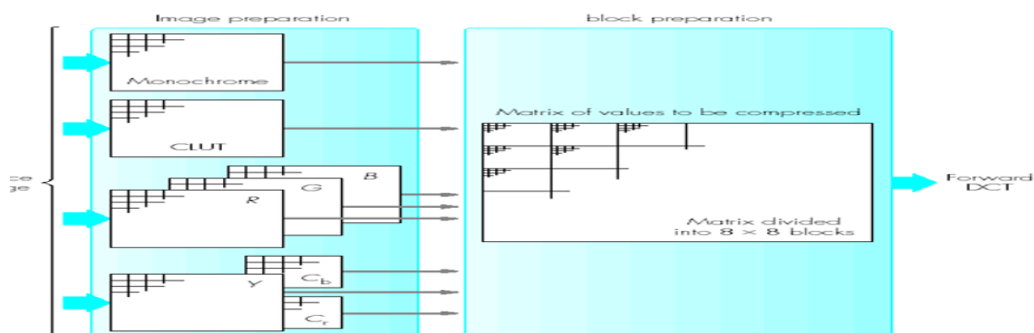 Image preparation
block preparation
Monochrome
Matrix of values to be compressed
CLUT
B
G
R
Forward
DCT
Matrix divided
into 8 × 8 blocks
Cb
Y
Cr